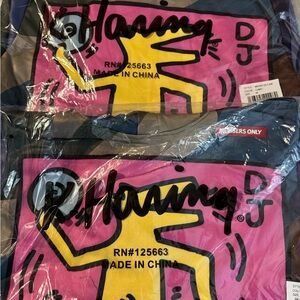 Haring
DJ
RN#125663
MADE IN CHINA
MEMBERS ONLY
Haring
DJ
RN#125663
MADE IN CHINA